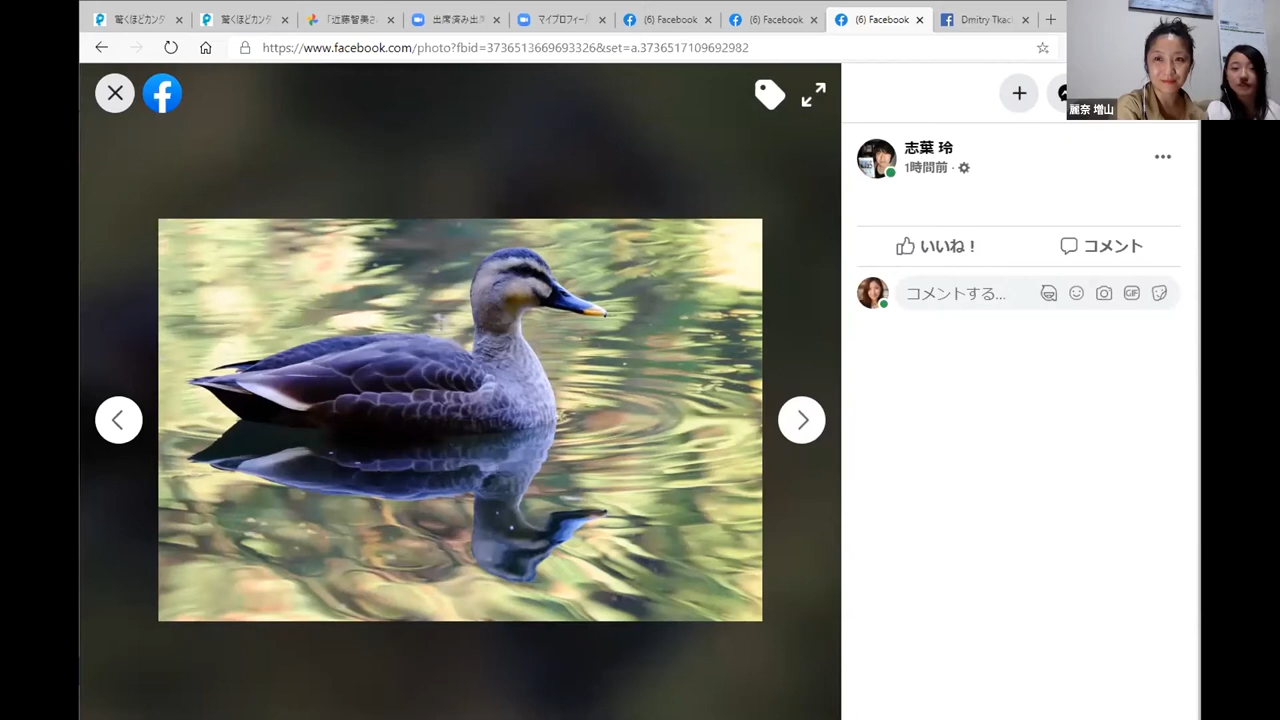 驚くほどカンタ
驚くほどカンタ
「近藤智美さ
出席済み出席
マイプロフィー
(6) Facebook
(6) Facebook
(6) Facebook
Dmitry Tkac
https://www.facebook.com/photo?fbid=3736513669693326&set=a.3736517109692982
麗奈 増山
志葉 玲
1時間前 ·
いいね！
コメント
コメントする...
GIF